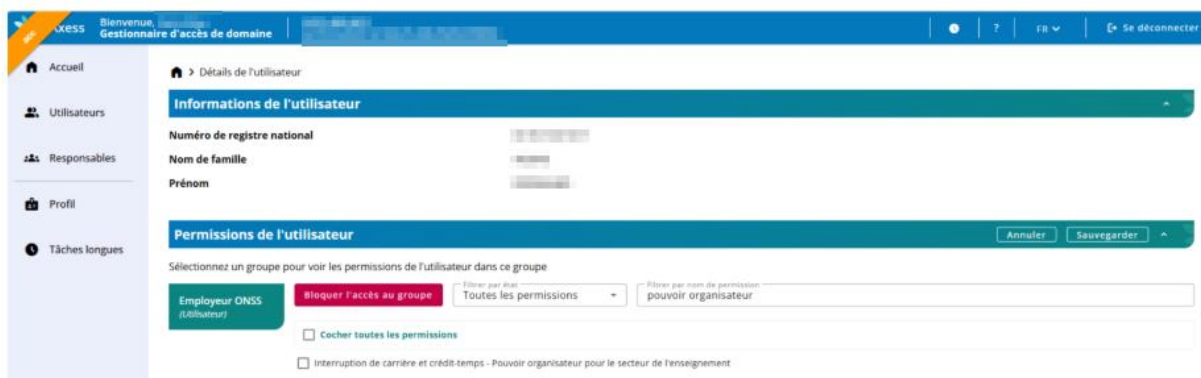 acc
Bienvenue,
Gestionnaire d'accès de domaine
?
FR
Se déconnecter
Accueil
Utilisateurs
Responsables
Profil
Tâches longues
> Détails de l'utilisateur
Informations de l'utilisateur
Numéro de registre national
Nom de famille
Prénom
Permissions de l'utilisateur
Annuler
Sauvegarder
Sélectionnez un groupe pour voir les permissions de l'utilisateur dans ce groupe
Employeur ONSS
(Utilisateur)
Bloquer l'accès au groupe
Filtrer par état
Toutes les permissions
Filtrer par nom de permission
pouvoir organisateur
Cocher toutes les permissions
Interruption de carrière et crédit-temps - Pouvoir organisateur pour le secteur de l'enseignement